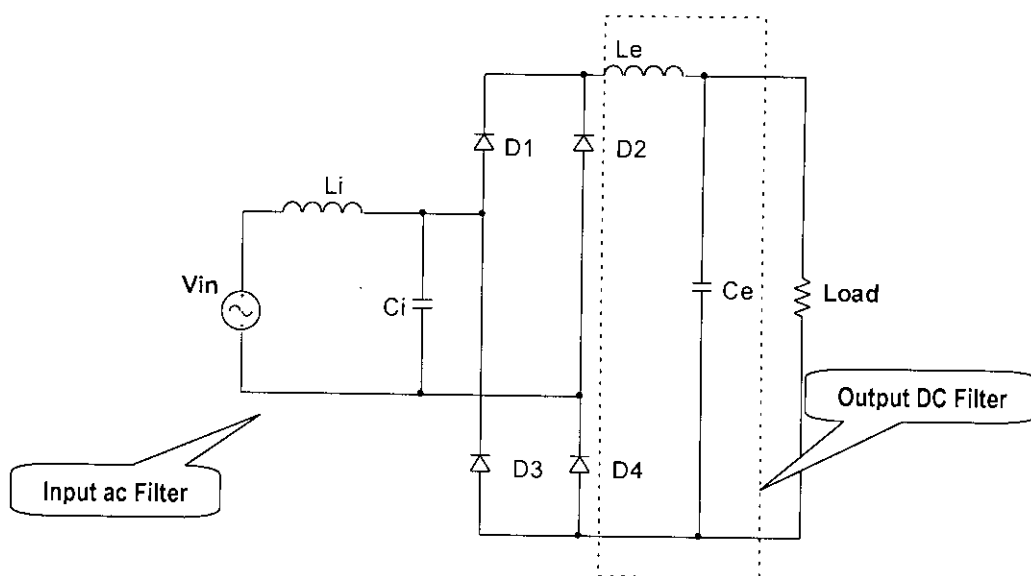 Le
D1
D2
Li
Vin
Ci
Ce
Load
Output DC Filter
D3
D4
Input ac Filter